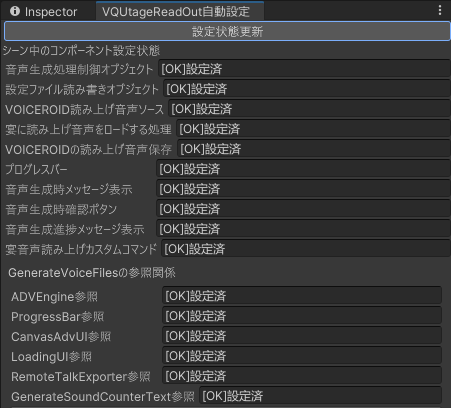 Inspector VQUtageReadOut自動設定
設定状態更新
シーン中のコンポーネント設定状態
音声生成処理制御オブジェクト [OK]設定済
設定ファイル読み書きオブジェクト [OK]設定済
VOICEROID読み上げ音声ソース [OK]設定済
宴に読み上げ音声をロードする処理 [OK]設定済
VOICEROIDの読み上げ音声保存 [OK]設定済
プログレスバー [OK]設定済
音声生成時メッセージ表示 [OK]設定済
音声生成時確認ボタン [OK]設定済
音声生成進捗メッセージ表示 [OK]設定済
宴音声読み上げカスタムコマンド [OK]設定済
GenerateVoiceFilesの参照関係
ADVEngine参照 [OK]設定済
ProgressBar参照 [OK]設定済
CanvasAdvUI参照 [OK]設定済
LoadingUI参照 [OK]設定済
RemoteTalkExporter参照 [OK]設定済
GenerateSoundCounterText参照 [OK]設定済